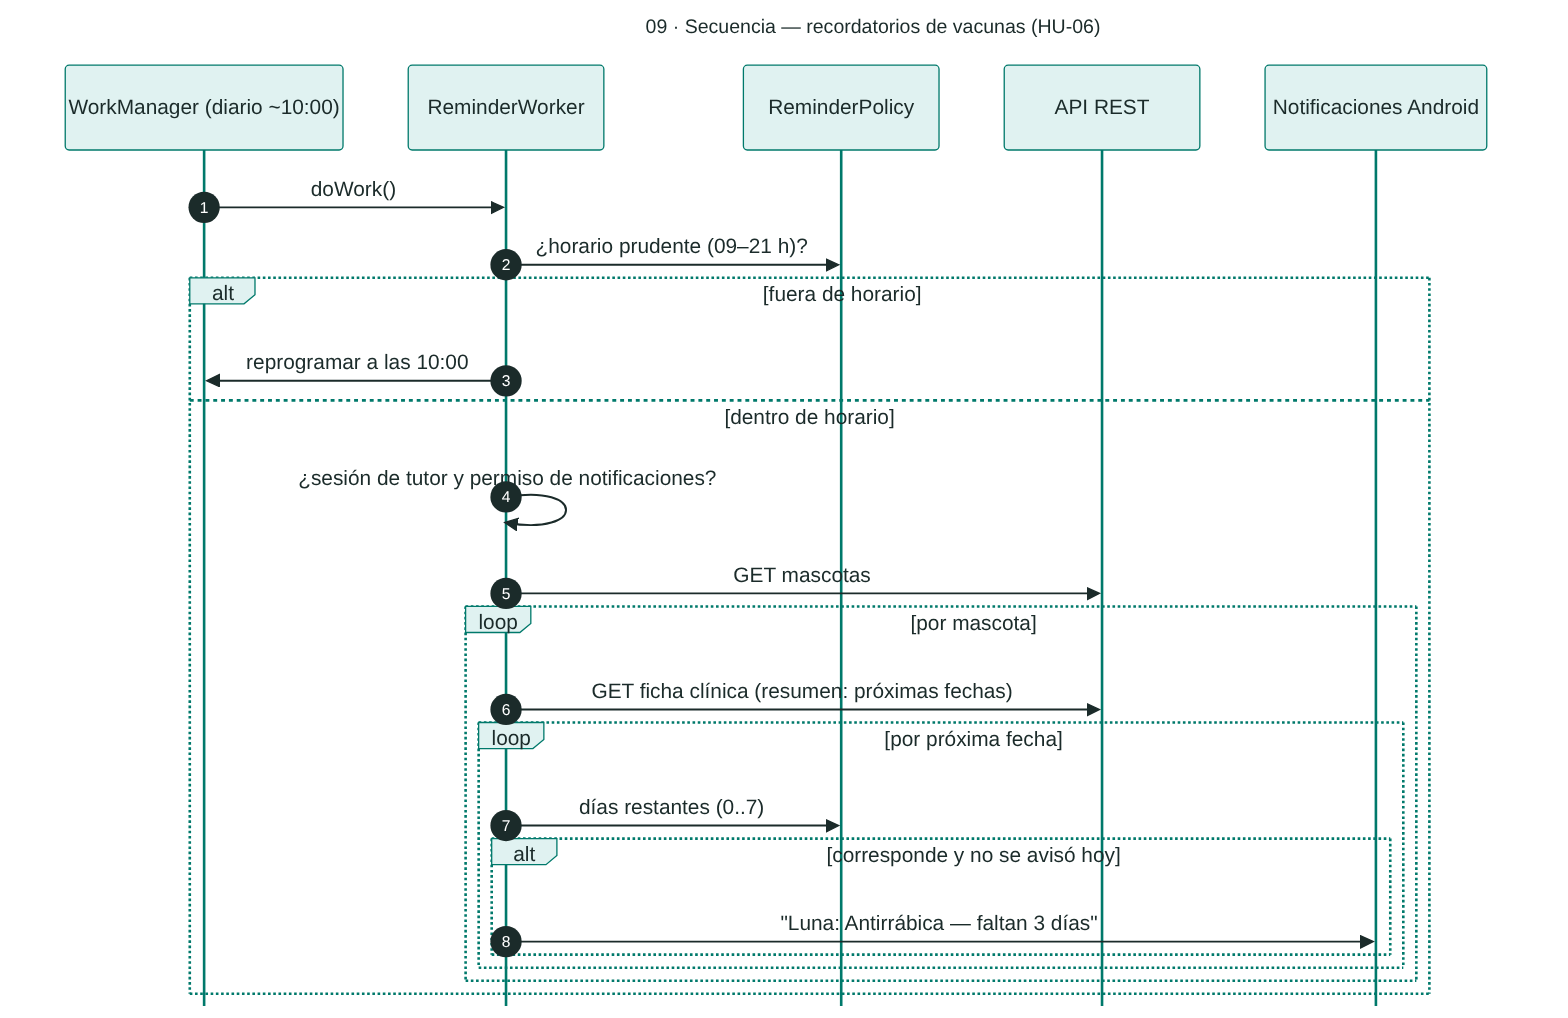 09 · Secuencia — recordatorios de vacunas (HU-06)
WorkManager (diario ~10:00)
ReminderWorker
ReminderPolicy
API REST
Notificaciones Android
doWork()
1
¿horario prudente (09–21 h)?
2
alt
[fuera de horario]
reprogramar a las 10:00
3
[dentro de horario]
¿sesión de tutor y permiso de notificaciones?
4
GET mascotas
5
loop
[por mascota]
GET ficha clínica (resumen: próximas fechas)
6
loop
[por próxima fecha]
días restantes (0..7)
7
alt
[corresponde y no se avisó hoy]
"Luna: Antirrábica — faltan 3 días"
8